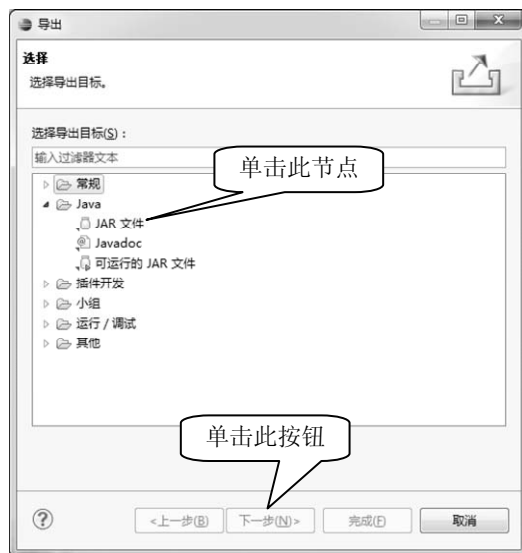 导出
选择
选择导出目标。
选择导出目标(S)：
输入过滤器文本
单击此节点
常规
Java
JAR 文件
Javadoc
可运行的 JAR 文件
插件开发
小组
运行 / 调试
其他
单击此按钮
<上一步(B) 下一步(N)> 完成(F) 取消